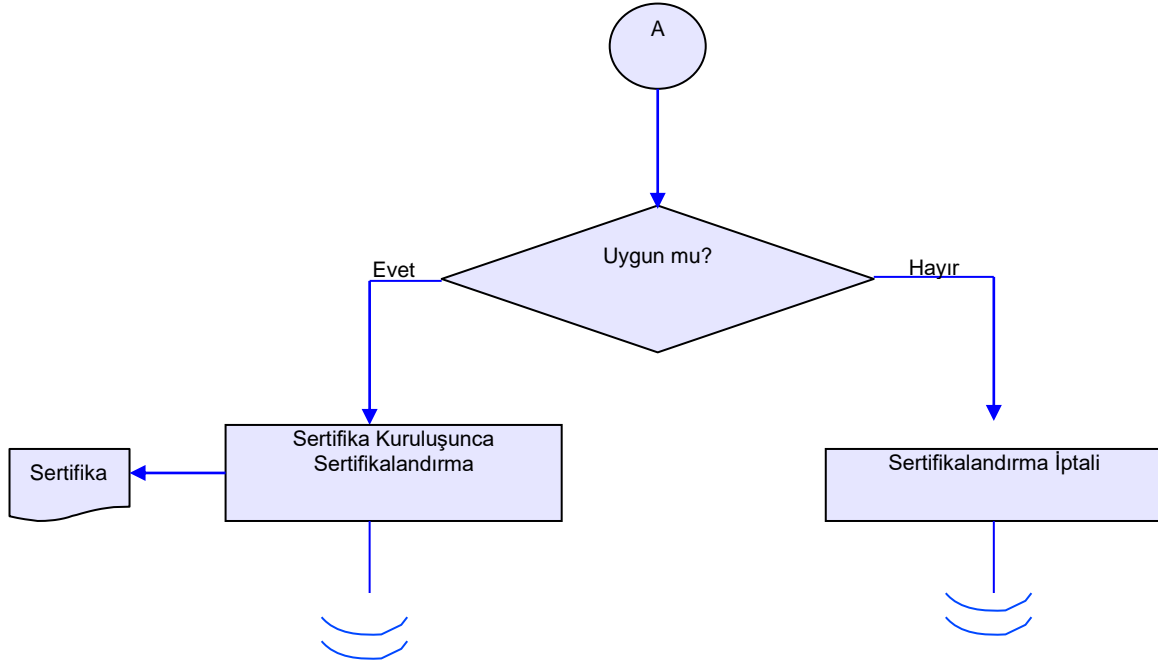 A
Uygun mu?
Evet
Hayır
Sertifika Kuruluşunca
Sertifikalandırma
Sertifika
Sertifikalandırma İptali